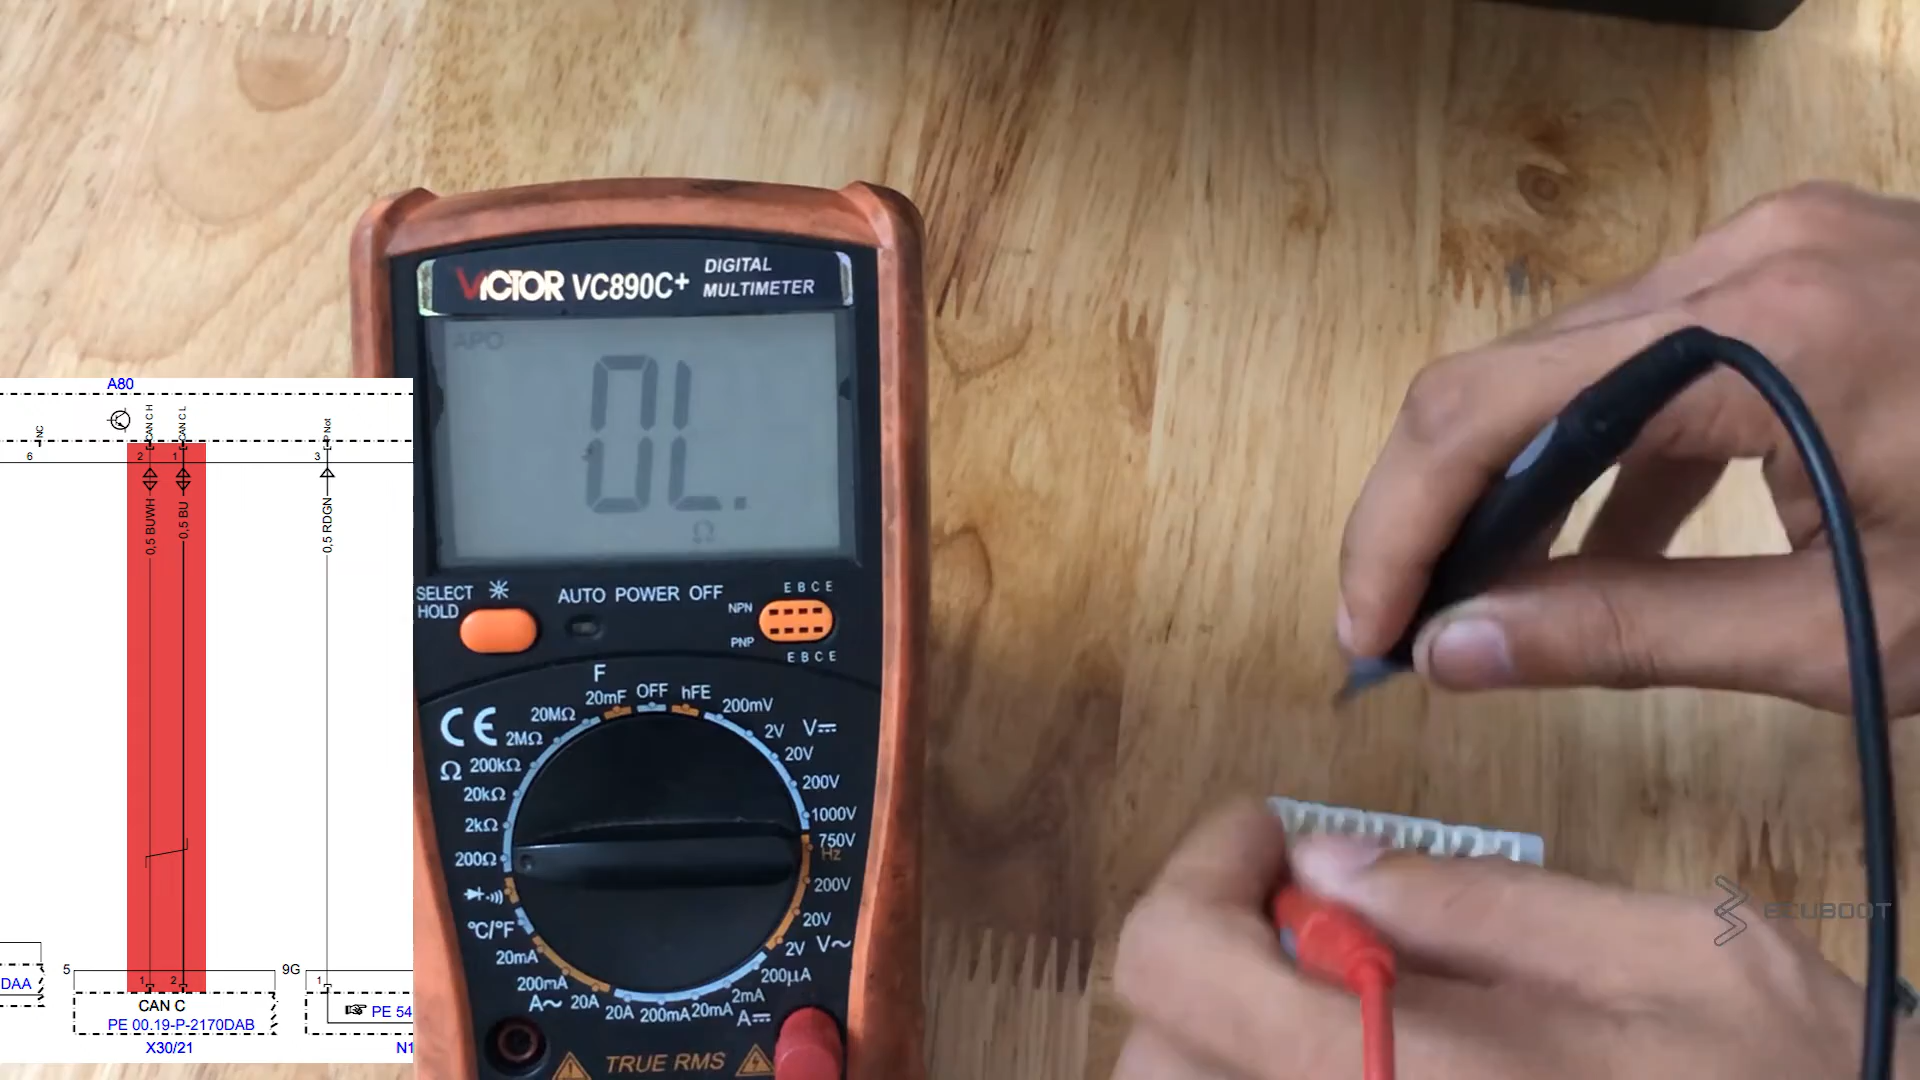 VICTOR VC890C+ DIGITAL MULTIMETER
APO
0L.
Ω
SELECT
HOLD
AUTO POWER OFF
E B C E
NPN
PNP
E B C E
F
20mF
OFF
hFE
200mV
2V
V
20V
200V
1000V
750V
Hz
200V
20V
2V
V~
200µA
2mA
20mA
A
200mA
20A
20A
A~
200mA
20mA
°C/°F
200Ω
2kΩ
20kΩ
200kΩ
Ω
2MΩ
20MΩ
CE
TRUE RMS
A80
NC
CAN C H
CAN C L
P Not
6
2
1
3
0,5 BUWH
0,5 BU
0,5 RDGN
5
9G
1
2
1
DAA
CAN C
PE 00.19-P-2170DAB
PE 54
X30/21
N1
ECUBOOT